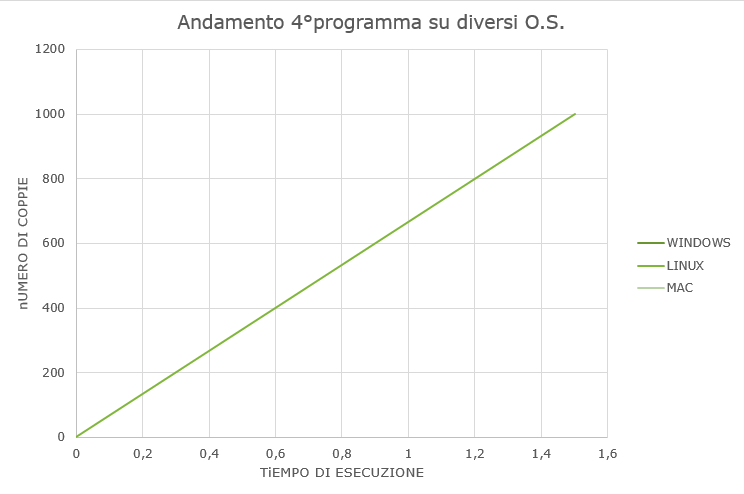 Andamento 4°programma su diversi O.S.
1200
1000
800
600
400
200
0
nUMERO DI COPPIE
0 0,2 0,4 0,6 0,8 1 1,2 1,4 1,6
TiEMPO DI ESECUZIONE
WINDOWS
LINUX
MAC